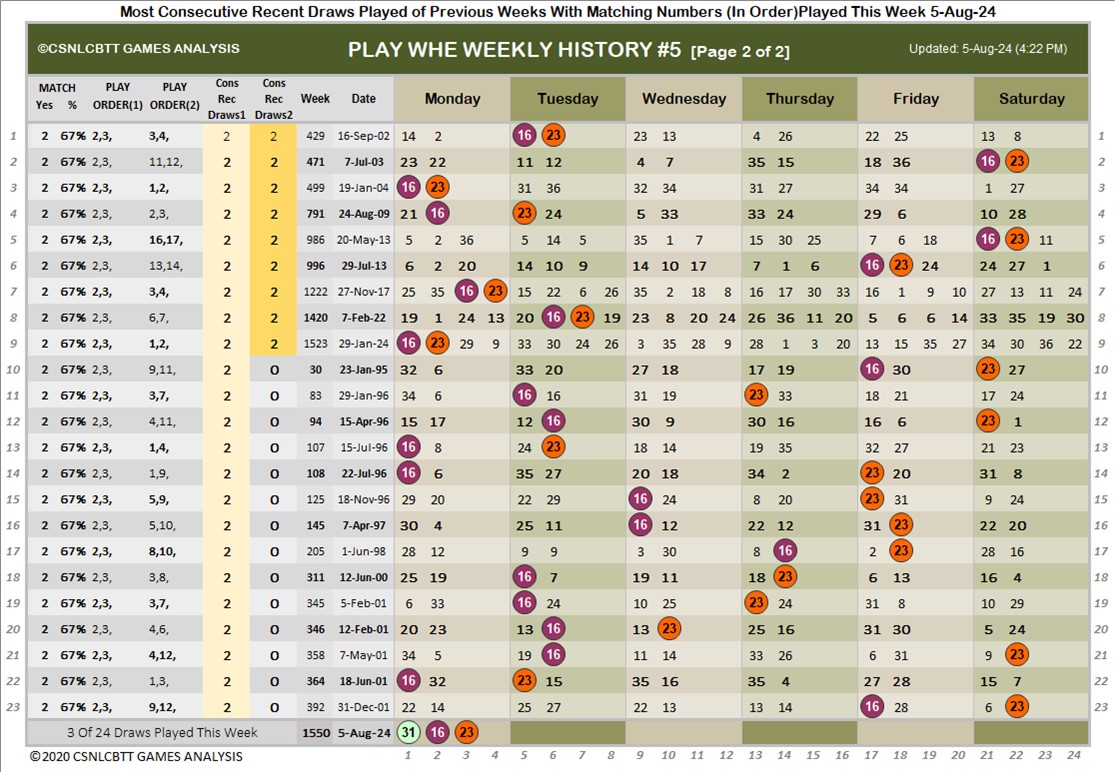 Most Consecutive Recent Draws Played of Previous Weeks With Matching Numbers (In Order)Played This Week 5-Aug-24
©CSNLCBTT GAMES ANALYSIS PLAY WHE WEEKLY HISTORY #5 [Page 2 of 2] Updated: 5-Aug-24 (4:22 PM)
MATCH Yes % PLAY ORDER(1) PLAY ORDER(2) Cons Rec Draws1 Cons Rec Draws2 Week Date Monday Tuesday Wednesday Thursday Friday Saturday
1 2 67% 2,3, 3,4, 2 2 429 16-Sep-02 14 2 16 23 23 13 4 26 22 25 13 8 1
2 2 67% 2,3, 11,12, 2 2 471 7-Jul-03 23 22 11 12 4 7 35 15 18 36 16 23 2
3 2 67% 2,3, 1,2, 2 2 499 19-Jan-04 16 23 31 36 32 34 31 27 34 34 1 27 3
4 2 67% 2,3, 2,3, 2 2 791 24-Aug-09 21 16 23 24 5 33 33 24 29 6 10 28 4
5 2 67% 2,3, 16,17, 2 2 986 20-May-13 5 2 36 5 14 5 35 1 7 15 30 25 7 6 18 16 23 11 5
6 2 67% 2,3, 13,14, 2 2 996 29-Jul-13 6 2 20 14 10 9 14 10 17 7 1 6 16 23 24 24 27 1 6
7 2 67% 2,3, 3,4, 2 2 1222 27-Nov-17 25 35 16 23 15 22 6 26 35 2 18 8 16 17 30 33 16 1 9 10 27 13 11 24 7
8 2 67% 2,3, 6,7, 2 2 1420 7-Feb-22 19 1 24 13 20 16 23 19 23 8 20 24 26 36 11 20 5 6 6 14 33 35 19 30 8
9 2 67% 2,3, 1,2, 2 2 1523 29-Jan-24 16 23 29 9 33 30 24 26 3 35 28 9 28 1 3 20 13 15 35 27 34 30 36 22 9
10 2 67% 2,3, 9,11, 2 0 30 23-Jan-95 32 6 33 20 27 18 17 19 16 30 23 27 10
11 2 67% 2,3, 3,7, 2 0 83 29-Jan-96 34 6 16 16 31 19 23 33 18 21 17 24 11
12 2 67% 2,3, 4,11, 2 0 94 15-Apr-96 15 17 12 16 30 9 30 16 16 6 23 1 12
13 2 67% 2,3, 1,4, 2 0 107 15-Jul-96 16 8 24 23 18 14 19 35 32 27 21 23 13
14 2 67% 2,3, 1,9, 2 0 108 22-Jul-96 16 6 35 27 20 18 34 2 23 20 31 8 14
15 2 67% 2,3, 5,9, 2 0 125 18-Nov-96 29 20 22 29 16 24 8 20 23 31 9 24 15
16 2 67% 2,3, 5,10, 2 0 145 7-Apr-97 30 4 25 11 16 12 22 12 31 23 22 20 16
17 2 67% 2,3, 8,10, 2 0 205 1-Jun-98 28 12 9 9 3 30 8 16 2 23 28 16 17
18 2 67% 2,3, 3,8, 2 0 311 12-Jun-00 25 19 16 7 19 11 18 23 6 13 16 4 18
19 2 67% 2,3, 3,7, 2 0 345 5-Feb-01 6 33 16 24 10 25 23 24 31 8 10 29 19
20 2 67% 2,3, 4,6, 2 0 346 12-Feb-01 20 23 13 16 13 23 25 16 31 30 5 24 20
21 2 67% 2,3, 4,12, 2 0 358 7-May-01 34 5 19 16 11 14 33 26 6 31 9 23 21
22 2 67% 2,3, 1,3, 2 0 364 18-Jun-01 16 32 23 15 35 16 35 4 27 28 15 7 22
23 2 67% 2,3, 9,12, 2 0 392 31-Dec-01 22 14 25 27 22 13 13 14 16 28 6 23 23
3 Of 24 Draws Played This Week 1550 5-Aug-24 31 16 23
©2020 CSNLCBTT GAMES ANALYSIS 1 2 3 4 5 6 7 8 9 10 11 12 13 14 15 16 17 18 19 20 21 22 23 24